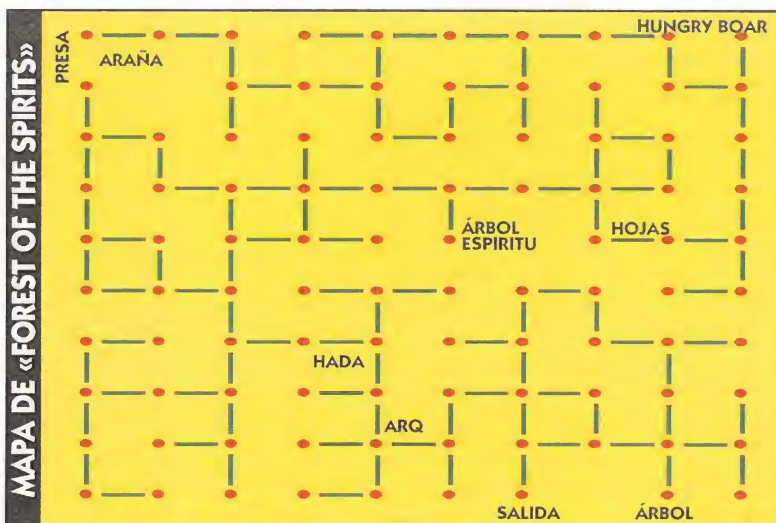 MAPA DE «FOREST OF THE SPIRITS»
PRESA
ARAÑA
HUNGRY BOAR
ÁRBOL
ESPIRITU
HOJAS
HADA
ARQ
SALIDA
ÁRBOL